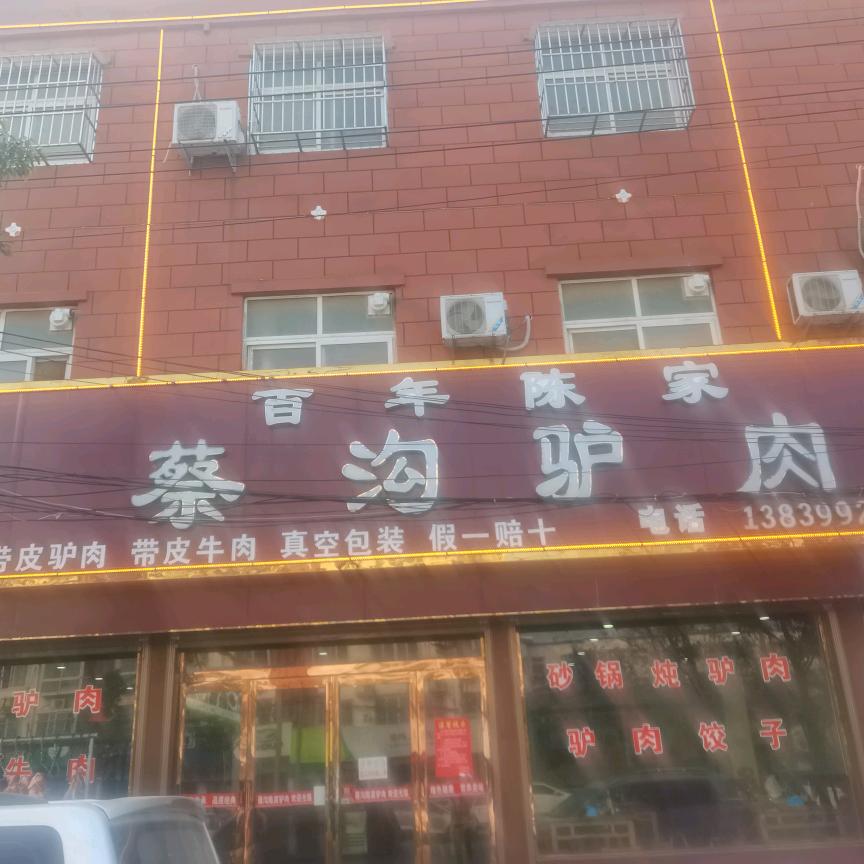 百年陈家
蔡沟驴肉
带皮驴肉 带皮牛肉 真空包装 假一赔十 电话 1383992
驴肉
牛肉
砂锅炖驴肉
驴肉饺子